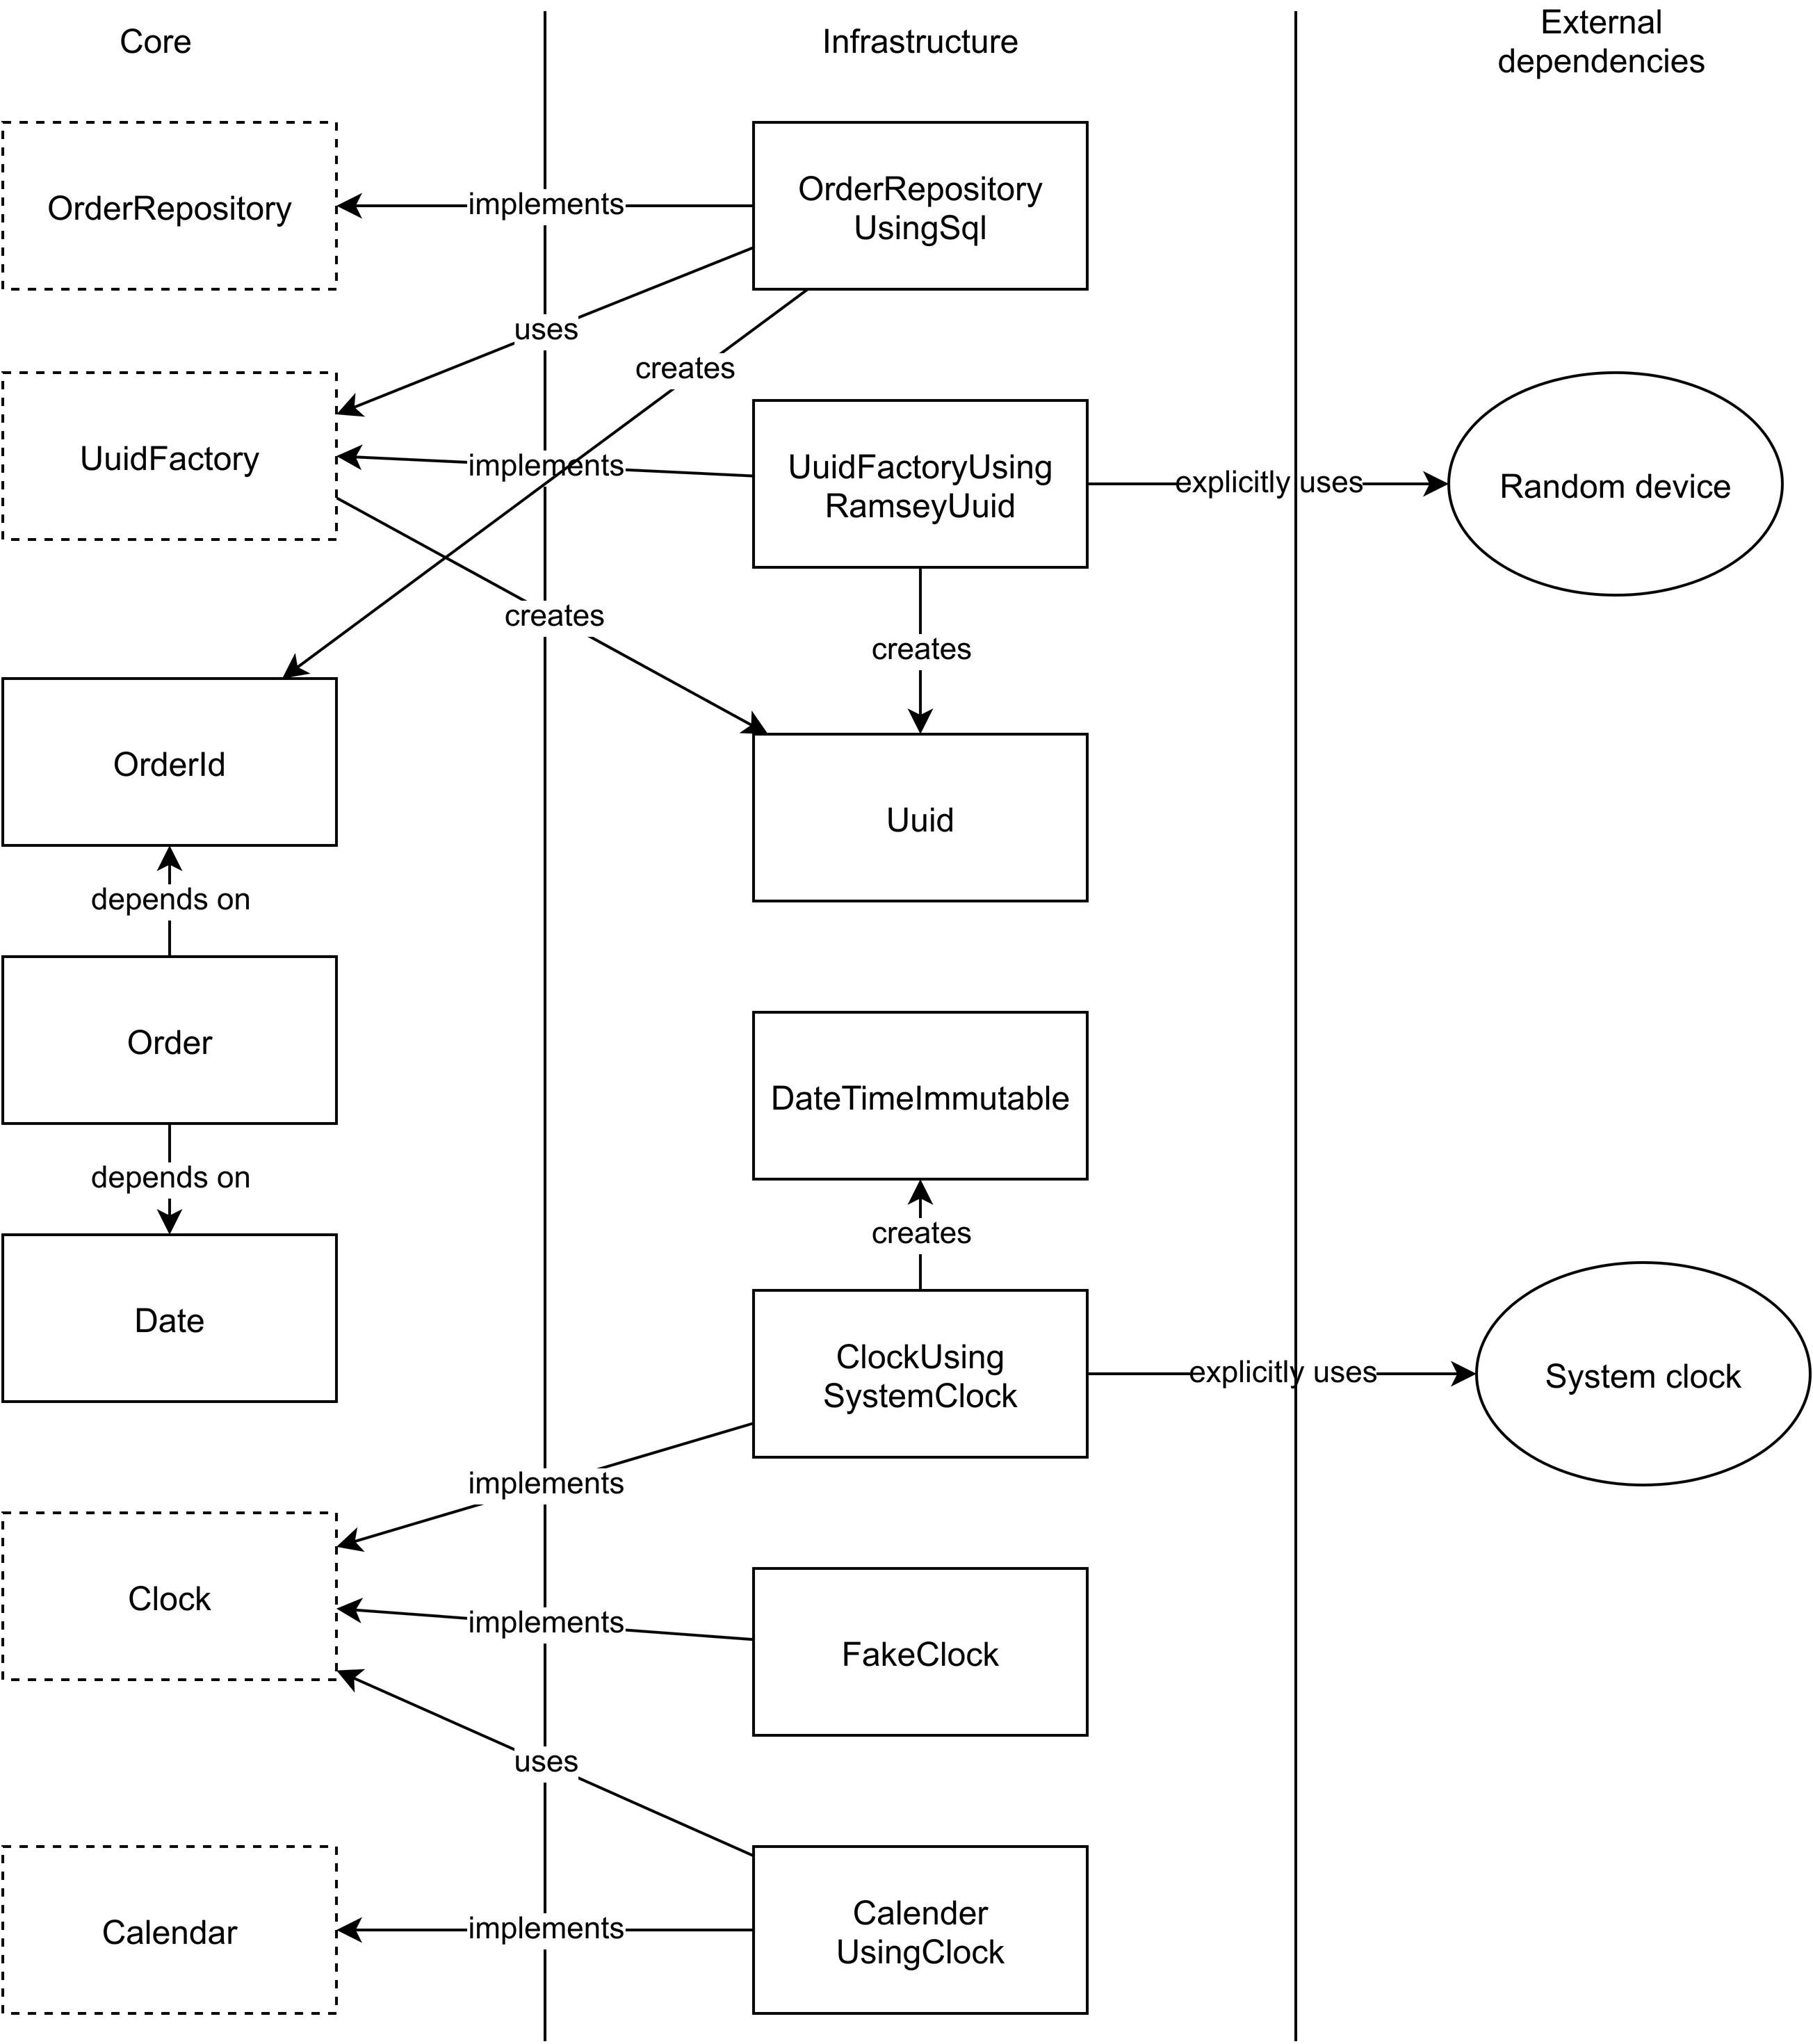 Core
Infrastructure
External
dependencies
OrderRepository
implements
OrderRepository
UsingSql
uses
creates
UuidFactory
implements
UuidFactoryUsing
RamseyUuid
explicitly uses
Random device
creates
creates
OrderId
Uuid
depends on
Order
DateTimeImmutable
depends on
creates
Date
ClockUsing
SystemClock
explicitly uses
System clock
implements
Clock
implements
FakeClock
uses
Calendar
implements
Calender
UsingClock